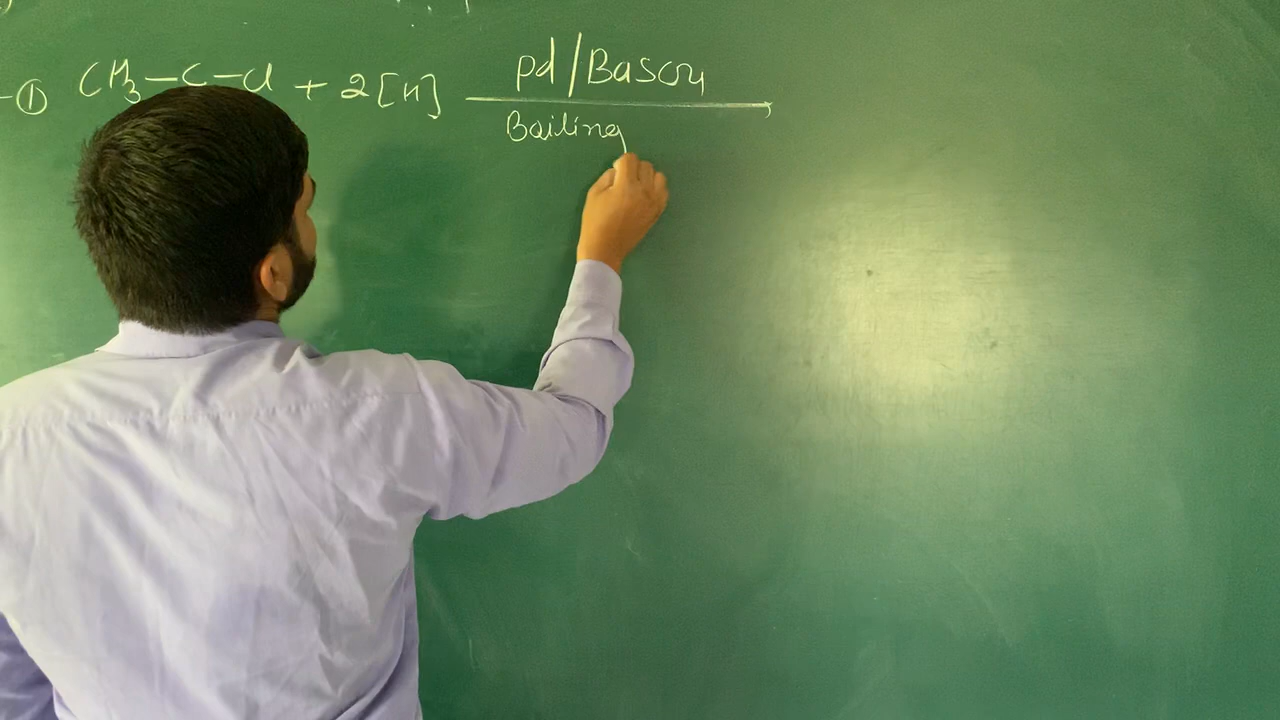 ① CH3-C-Cl + 2[H] pd/BaSO4
Boiling